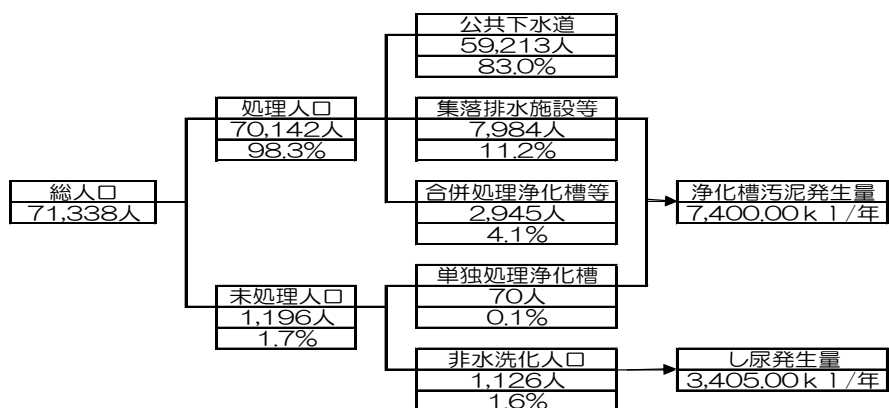 公共下水道
59,213人
83.0%
処理人口
70,142人
98.3%
集落排水施設等
7,984人
11.2%
総人口
71,338人
合併処理浄化槽等
2,945人
4.1%
浄化槽汚泥発生量
7,400.00ｋｌ/年
未処理人口
1,196人
1.7%
単独処理浄化槽
70人
0.1%
非水洗化人口
1,126人
1.6%
し尿発生量
3,405.00ｋｌ/年